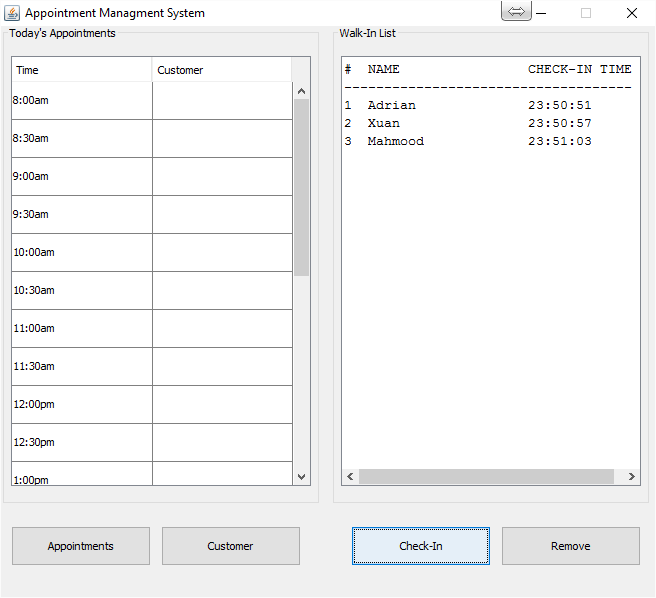 Appointment Managment System
Today's Appointments
Time Customer
8:00am
8:30am
9:00am
9:30am
10:00am
10:30am
11:00am
11:30am
12:00pm
12:30pm
1:00pm
Walk-In List
#  NAME                CHECK-IN TIME
------------------------------------
1  Adrian              23:50:51
2  Xuan                23:50:57
3  Mahmood             23:51:03
Appointments Customer Check-In Remove